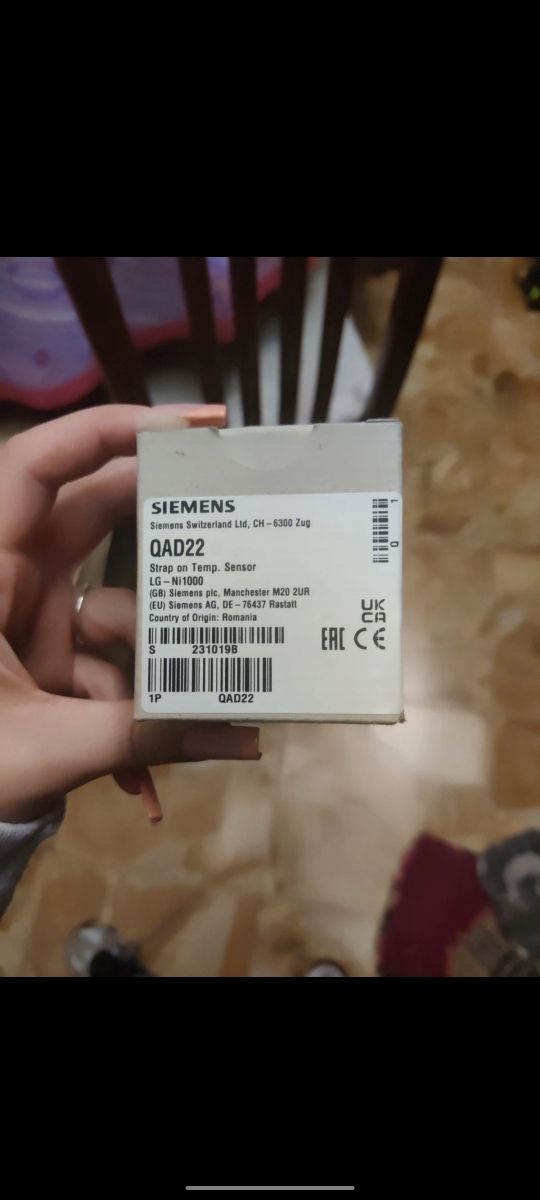 SIEMENS
Siemens Switzerland Ltd, CH-6300 Zug
QAD22
Strap on Temp. Sensor
LG-Ni1000
(GB) Siemens plc, Manchester M20 2UR
(EU) Siemens AG, DE-76437 Rastatt
Country of Origin: Romania
S 231019B
1P QAD22
Q 1
UK
CA
EAC CE